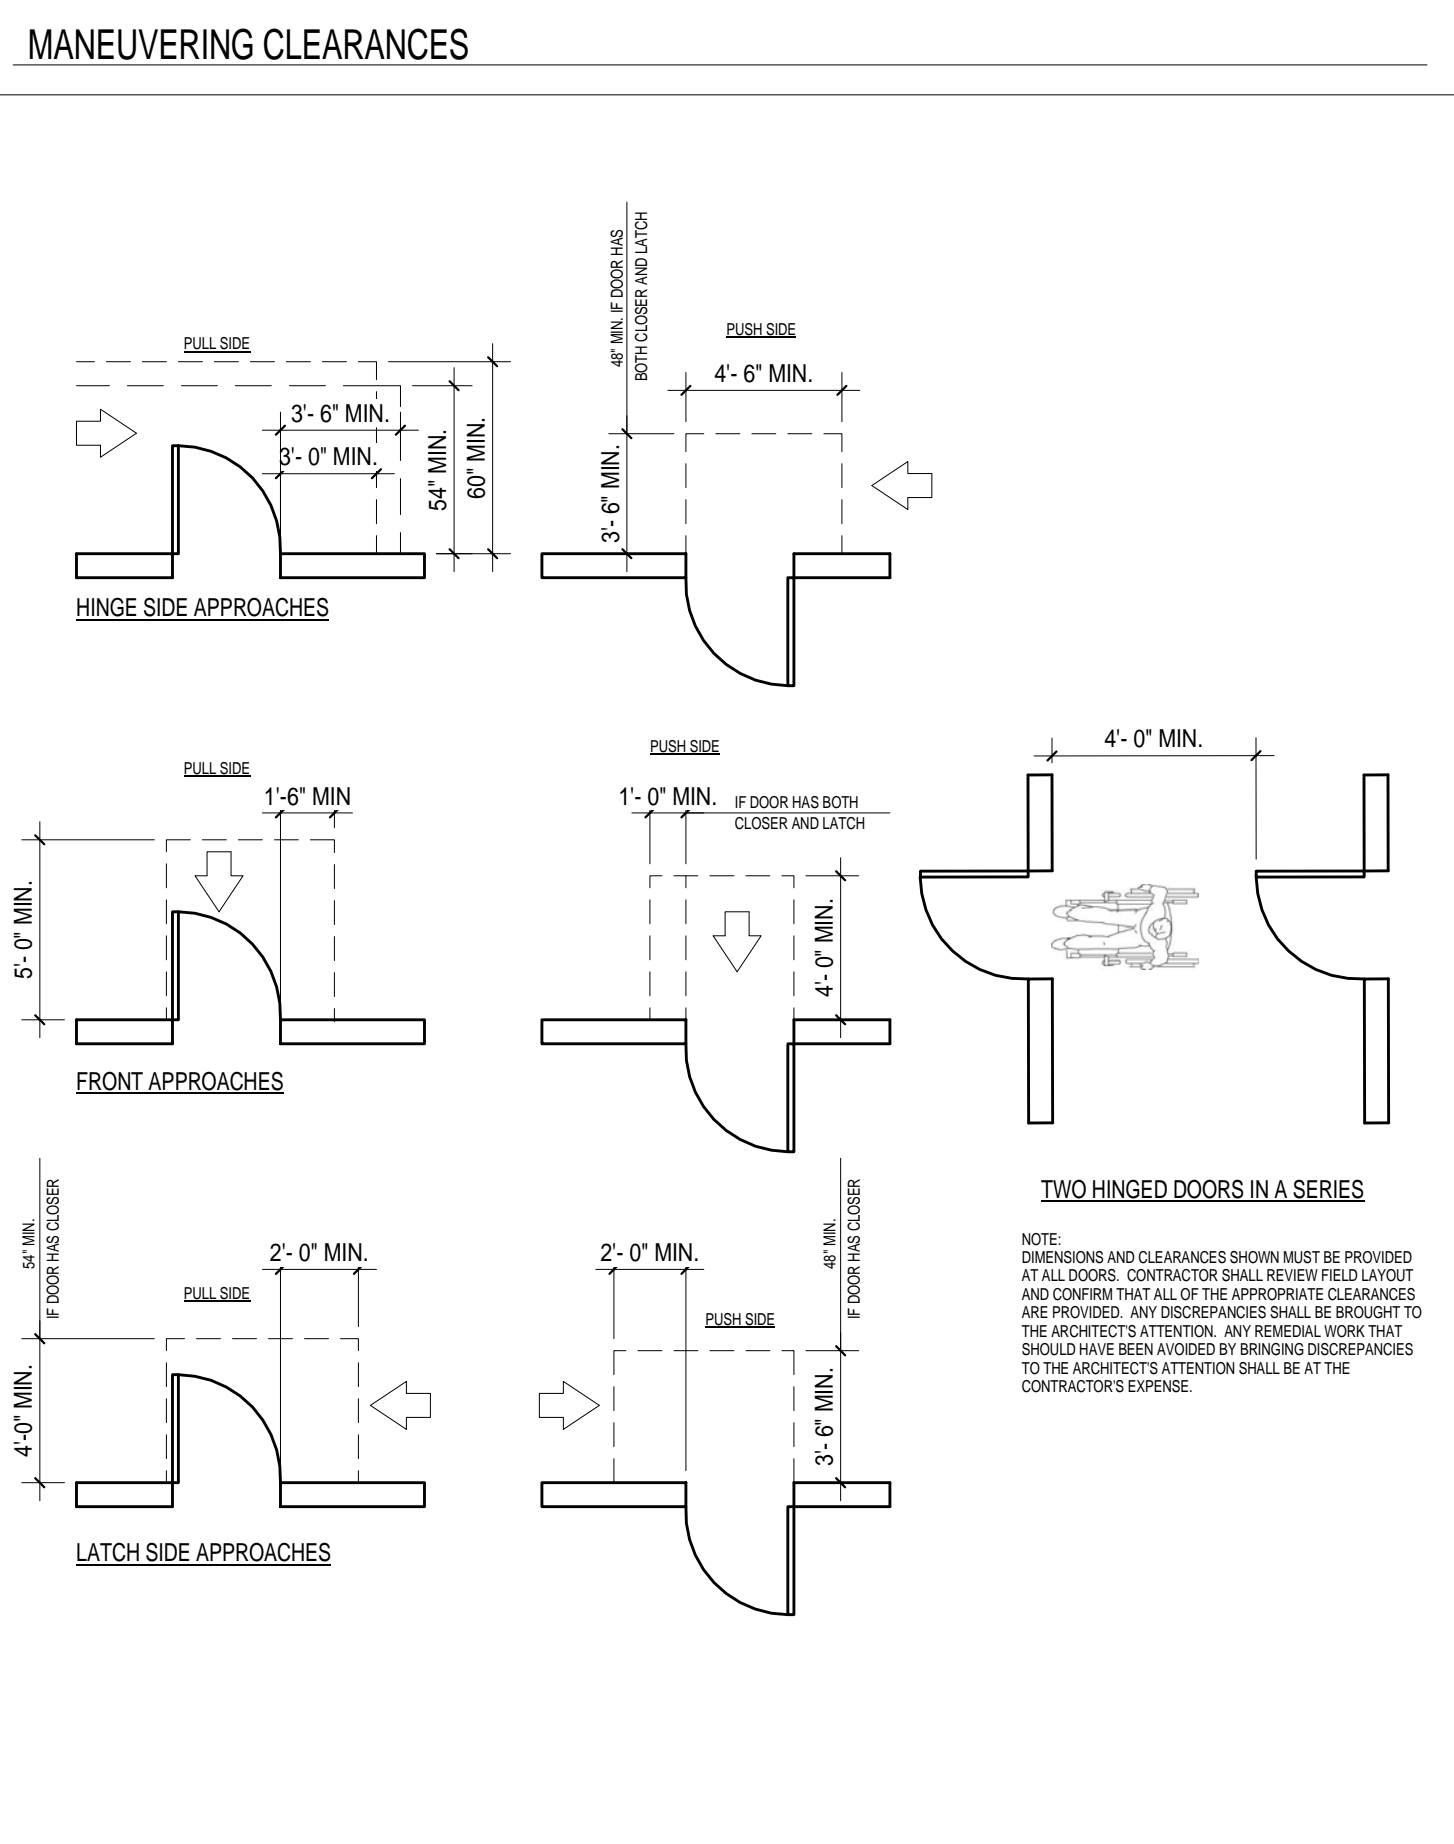 MANEUVERING CLEARANCES
48" MIN. IF DOOR HAS
BOTH CLOSER AND LATCH
PULL SIDE
PUSH SIDE
4'- 6" MIN.
3'- 6" MIN.
3'- 0" MIN.
54" MIN.
60" MIN.
3'- 6" MIN.
HINGE SIDE APPROACHES
PULL SIDE
1'-6" MIN
5'- 0" MIN.
PUSH SIDE
1'- 0" MIN.
IF DOOR HAS BOTH
CLOSER AND LATCH
4'- 0" MIN.
4'- 0" MIN.
FRONT APPROACHES
TWO HINGED DOORS IN A SERIES
54" MIN.
IF DOOR HAS CLOSER
2'- 0" MIN.
PULL SIDE
4'-0" MIN.
2'- 0" MIN.
PUSH SIDE
48" MIN.
IF DOOR HAS CLOSER
3'- 6" MIN.
LATCH SIDE APPROACHES
NOTE:
DIMENSIONS AND CLEARANCES SHOWN MUST BE PROVIDED
AT ALL DOORS.  CONTRACTOR SHALL REVIEW FIELD LAYOUT
AND CONFIRM THAT ALL OF THE APPROPRIATE CLEARANCES
ARE PROVIDED.  ANY DISCREPANCIES SHALL BE BROUGHT TO
THE ARCHITECT'S ATTENTION.  ANY REMEDIAL WORK THAT
SHOULD HAVE BEEN AVOIDED BY BRINGING DISCREPANCIES
TO THE ARCHITECT'S ATTENTION SHALL BE AT THE
CONTRACTOR'S EXPENSE.